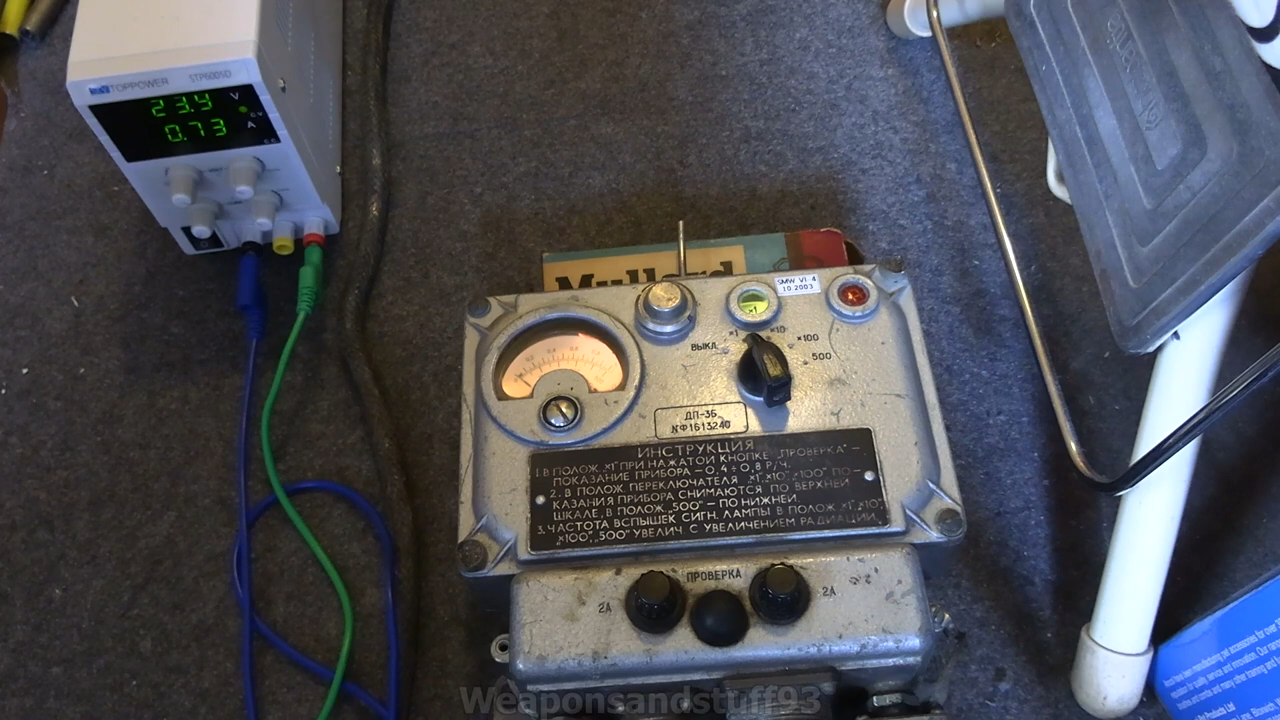 TOPPOWER STP6005D
23.4 V
CV
0.73 A
Mullard
SMW VI. 4
10.2003
×1
ВЫКЛ. ×1 ×10 ×100 500
ДП-3Б
№Ф1613240
ИНСТРУКЦИЯ
1. В ПОЛОЖ. „×1" ПРИ НАЖАТОЙ КНОПКЕ „ПРОВЕРКА" —
ПОКАЗАНИЕ ПРИБОРА — 0,4 ÷ 0,8 Р/Ч.
2. В ПОЛОЖ. ПЕРЕКЛЮЧАТЕЛЯ „×1", „×10", „×100" ПО-
КАЗАНИЯ ПРИБОРА СНИМАЮТСЯ ПО ВЕРХНЕЙ
ШКАЛЕ, В ПОЛОЖ. „500" — ПО НИЖНЕЙ.
3. ЧАСТОТА ВСПЫШЕК СИГН. ЛАМПЫ В ПОЛОЖ. „×1", „×10",
„×100", „500" УВЕЛИЧ. С УВЕЛИЧЕНИЕМ РАДИАЦИИ.
ПРОВЕРКА
2А 2А
Weaponsandstuff93